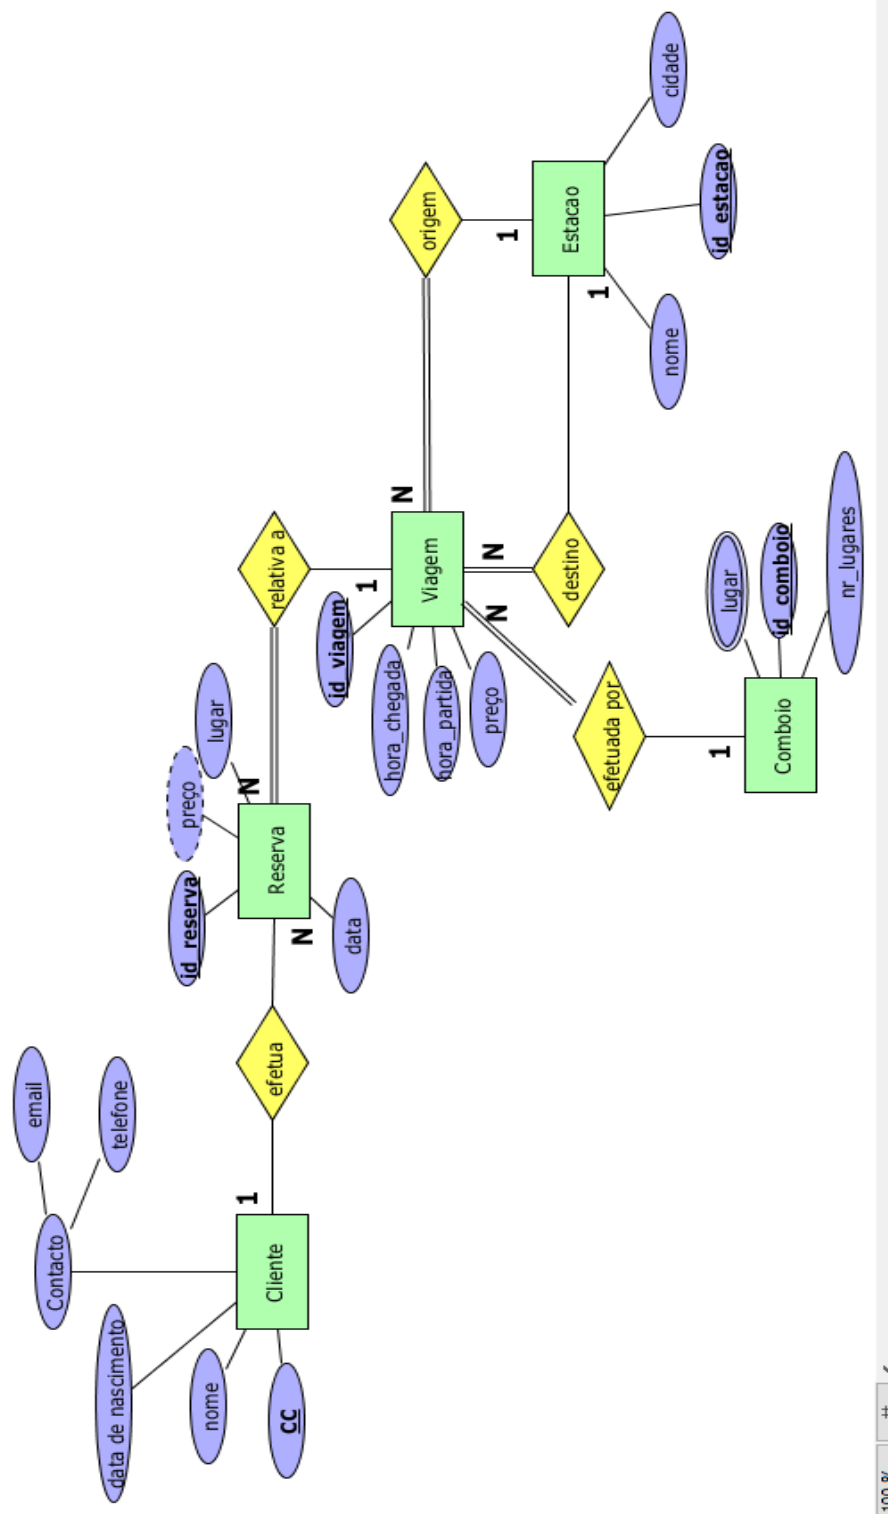 email
telefone
Contacto
data de nascimento
nome
CC
Cliente
1
efetua
N
id_reserva
preço
lugar
Reserva
data
N
relativa a
1
id_viagem
hora_chegada
hora_partida
preço
Viagem
N
origem
1
N
destino
1
Estacao
cidade
id_estacao
nome
N
efetuada por
1
Comboio
lugar
id_comboio
nr_lugares
100 %
#